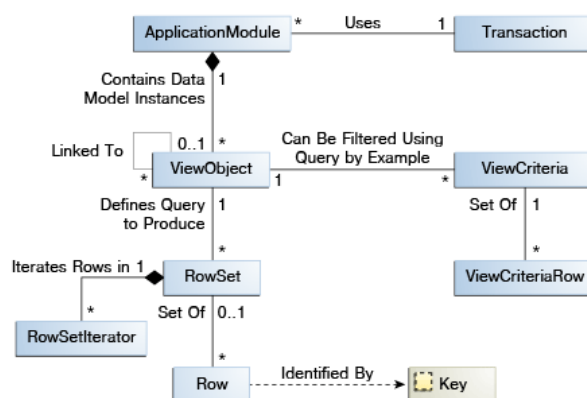 ApplicationModule
* Uses 1
Transaction
Contains Data
Model Instances
1
Linked To
0..1
*
*
ViewObject
Can Be Filtered Using
Query by Example
1
*
ViewCriteria
Defines Query
to Produce
1
*
Set Of
1
*
ViewCriteriaRow
Iterates Rows in 1
RowSet
*
RowSetIterator
Set Of
0..1
*
Row
Identified By
Key